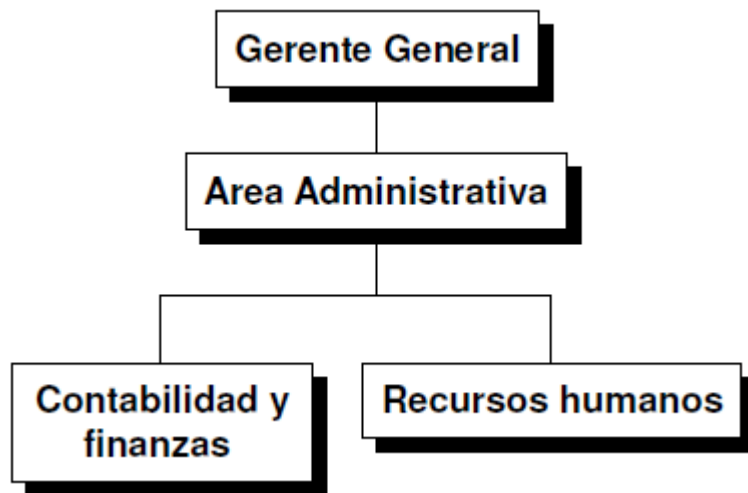 Gerente General
Area Administrativa
Contabilidad y
finanzas
Recursos humanos